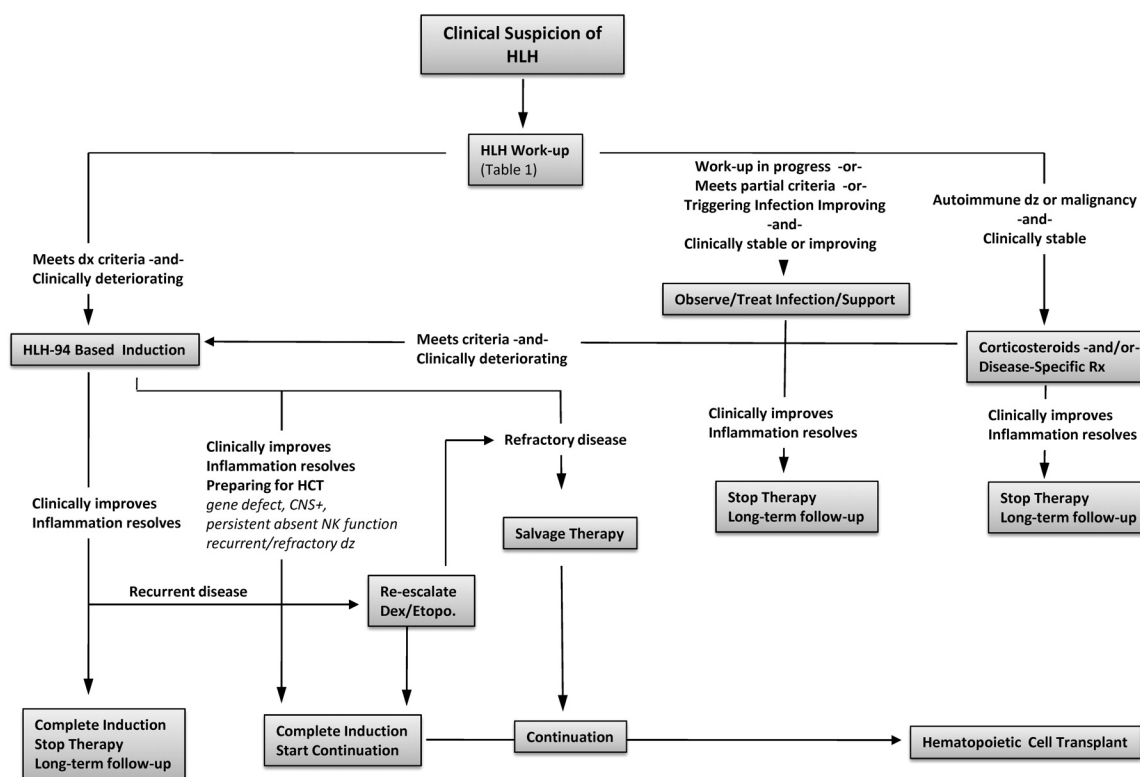 Clinical Suspicion of
HLH
HLH Work-up
(Table 1)
Work-up in progress -or-
Meets partial criteria -or-
Triggering Infection Improving
-and-
Clinically stable or improving
Autoimmune dz or malignancy
-and-
Clinically stable
Meets dx criteria -and-
Clinically deteriorating
Observe/Treat Infection/Support
HLH-94 Based Induction
Meets criteria -and-
Clinically deteriorating
Corticosteroids -and/or-
Disease-Specific Rx
Clinically improves
Inflammation resolves
Clinically improves
Inflammation resolves
Preparing for HCT
gene defect, CNS+,
persistent absent NK function
recurrent/refractory dz
Refractory disease
Clinically improves
Inflammation resolves
Clinically improves
Inflammation resolves
Stop Therapy
Long-term follow-up
Stop Therapy
Long-term follow-up
Salvage Therapy
Recurrent disease
Re-escalate
Dex/Etopo.
Complete Induction
Stop Therapy
Long-term follow-up
Complete Induction
Start Continuation
Continuation
Hematopoietic Cell Transplant